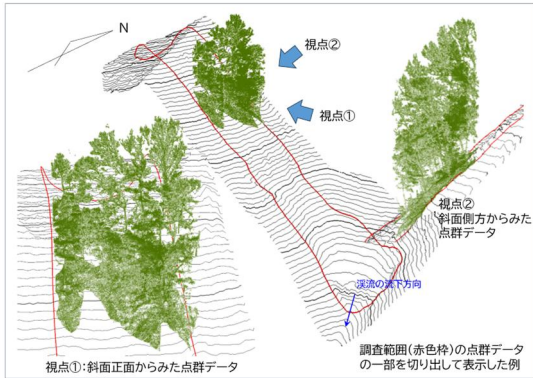 N
視点②
視点①
視点②
斜面側方からみた
点群データ
渓流の流下方向
視点①:斜面正面からみた点群データ
調査範囲(赤色枠)の点群データ
の一部を切り出して表示した例